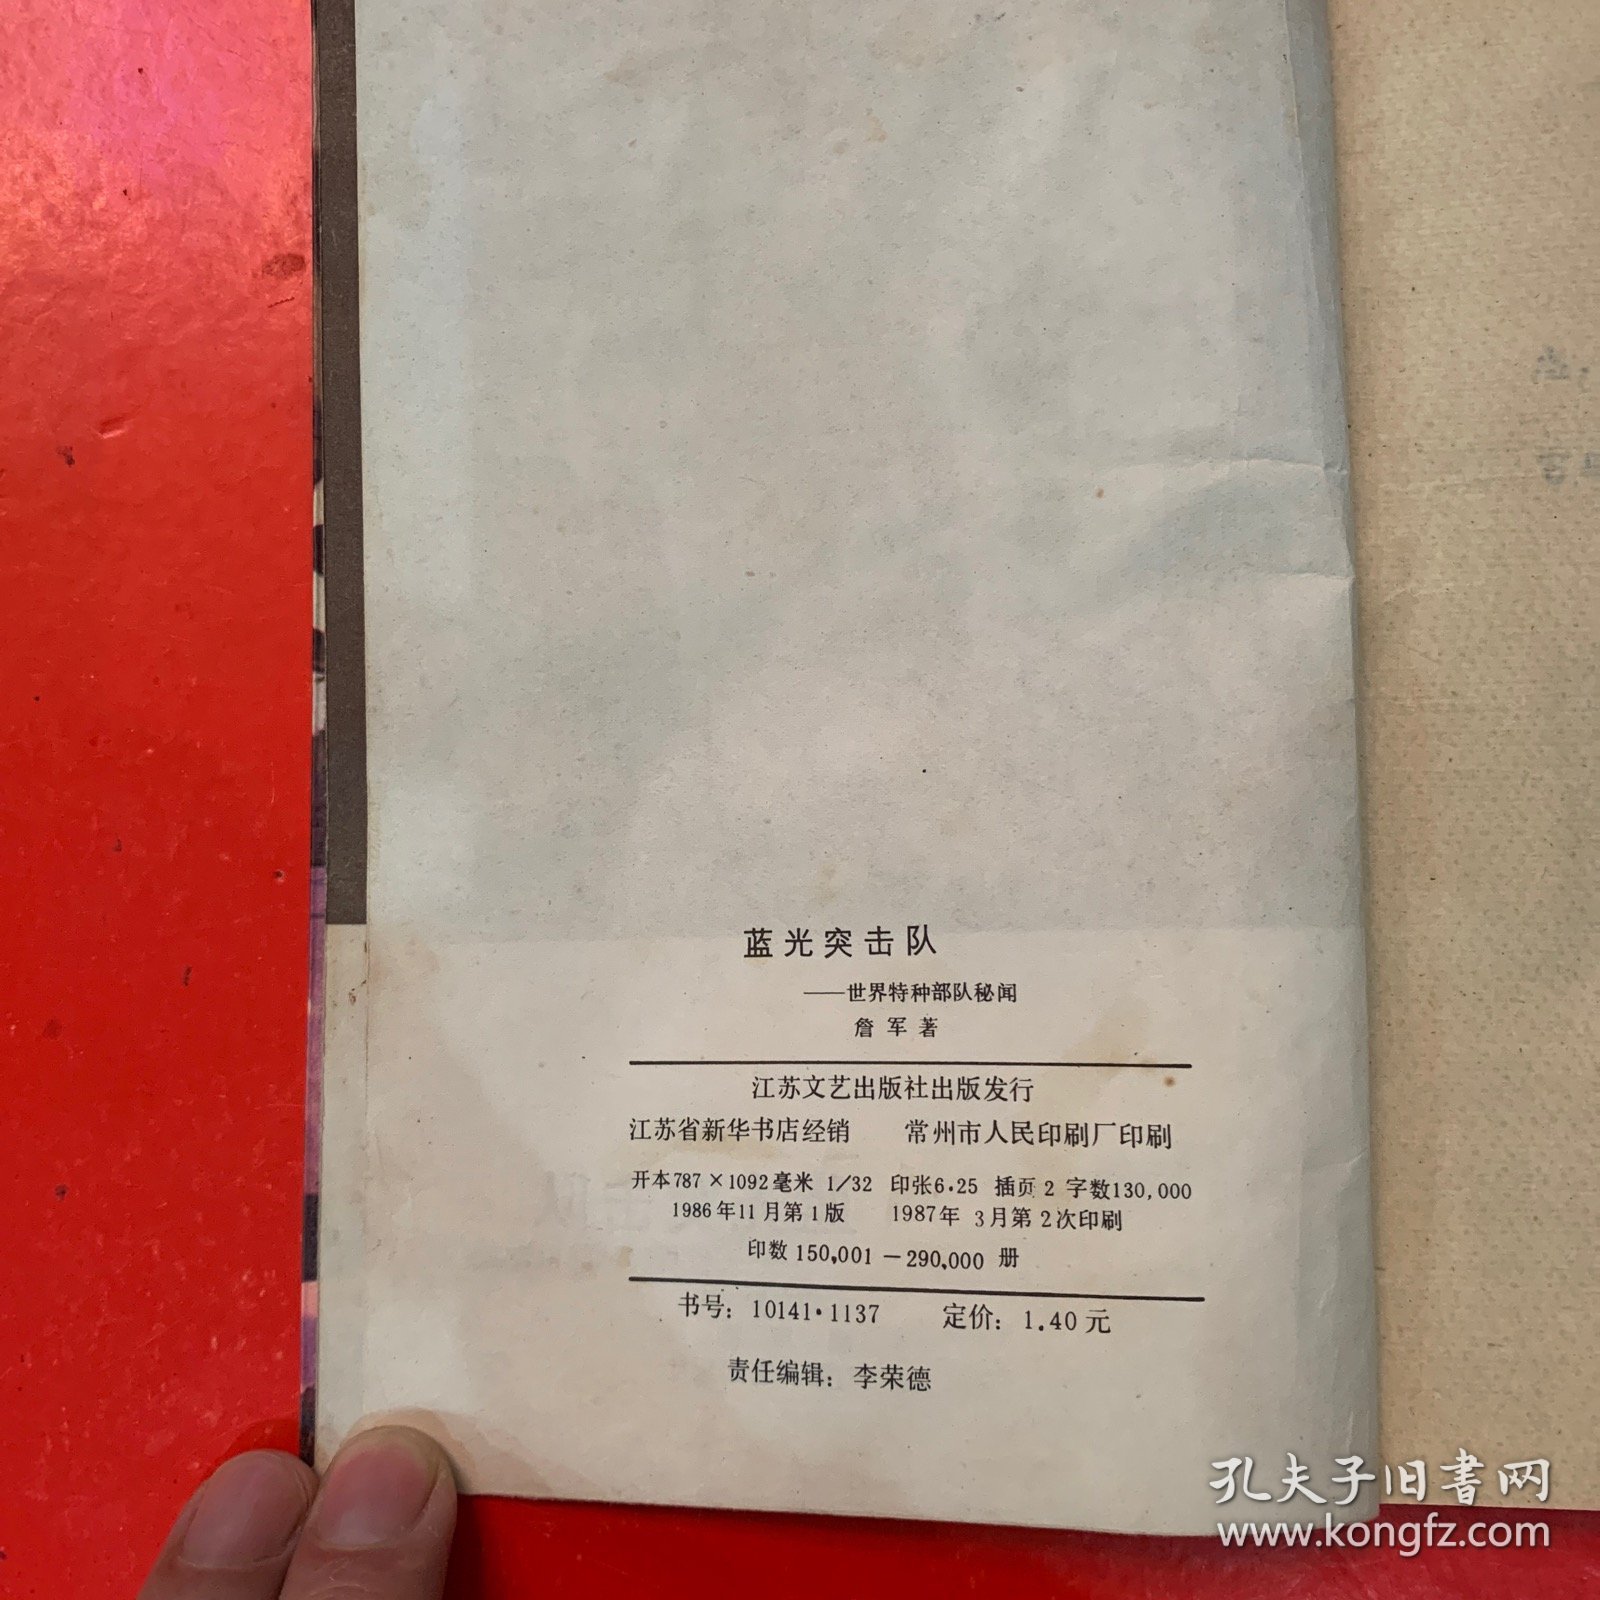 蓝光突击队
——世界特种部队秘闻
詹军著
江苏文艺出版社出版发行
江苏省新华书店经销 常州市人民印刷厂印刷
开本787×1092毫米 1/32 印张6.25 插页2 字数130,000
1986年11月第1版 1987年3月第2次印刷
印数150,001—290,000 册
书号：10141·1137 定价：1.40元
责任编辑：李荣德
孔夫子旧书网
www.kongfz.com